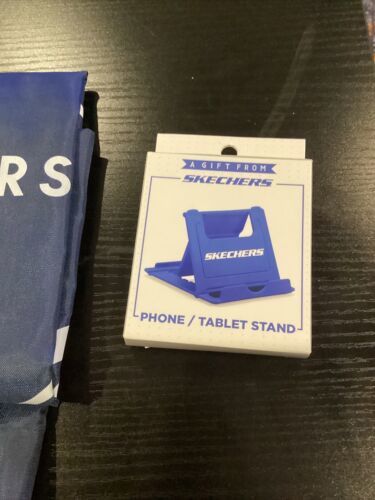 RS
A GIFT FROM
SKECHERS
SKECHERS
PHONE / TABLET STAND